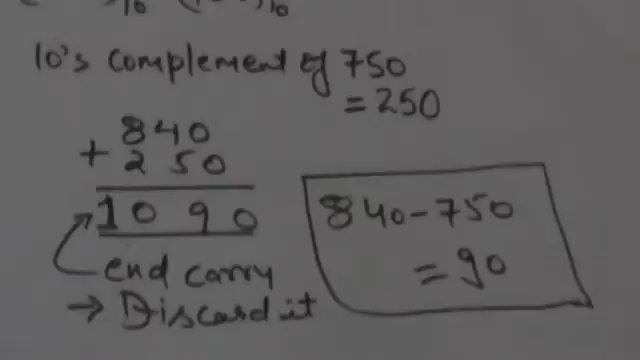 10's complement of 750
= 250
840
+ 250
1090
end carry
→ Discard it
840-750
= 90